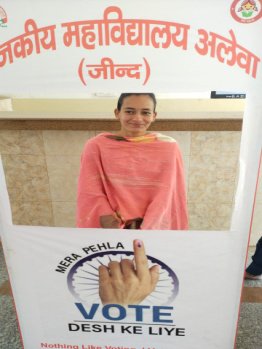 राजकीय महाविद्यालय अलेवा
(जीन्द)
MERA PEHLA
VOTE
DESH KE LIYE
Nothing Like Voting,